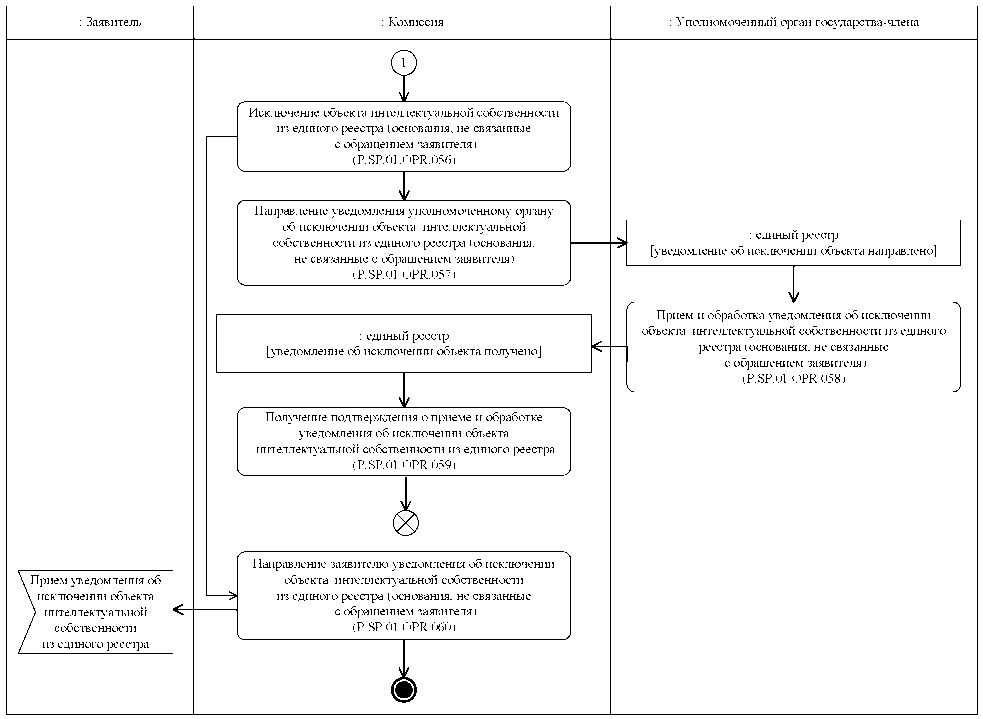 : Заявитель
: Комиссия
: Уполномоченный орган государства-члена
1
Исключение объекта интеллектуальной собственности
из единого реестра (основания, не связанные
с обращением заявителя)
(P.SP.01.OPR.056)
Направление уведомления уполномоченному органу
об исключении объекта интеллектуальной
собственности из единого реестра (основания,
не связанные с обращением заявителя)
(P.SP.01.OPR.057)
: единый реестр
[уведомление об исключении объекта направлено]
Прием и обработка уведомления об исключении
объекта интеллектуальной собственности из единого
реестра (основания, не связанные
с обращением заявителя)
(P.SP.01.OPR.058)
: единый реестр
[уведомление об исключении объекта получено]
Получение подтверждения о приеме и обработке
уведомления об исключении объекта
интеллектуальной собственности из единого реестра
(P.SP.01.OPR.059)
Направление заявителю уведомления об исключении
объекта интеллектуальной собственности
из единого реестра (основания, не связанные
с обращением заявителя)
(P.SP.01.OPR.060)
Прием уведомления об
исключении объекта
интеллектуальной
собственности
из единого реестра